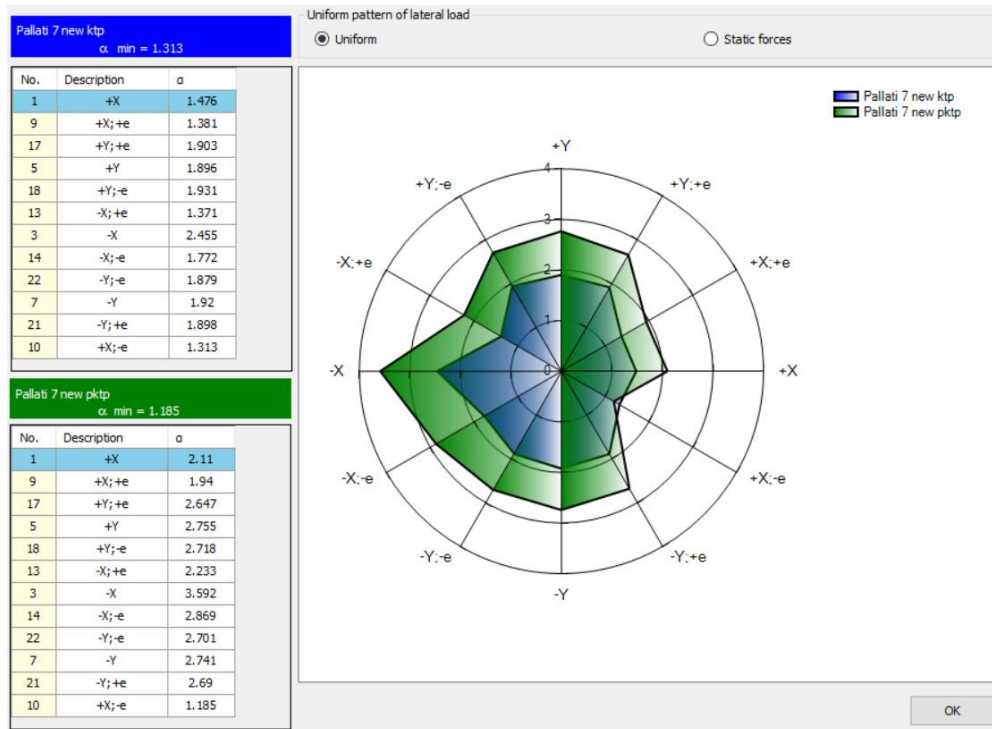 Pallati 7 new ktp
α min = 1.313
No. Description α
1 +X 1.476
9 +X;+e 1.381
17 +Y;+e 1.903
5 +Y 1.896
18 +Y;-e 1.931
13 -X;+e 1.371
3 -X 2.455
14 -X;-e 1.772
22 -Y;-e 1.879
7 -Y 1.92
21 -Y;+e 1.898
10 +X;-e 1.313
Pallati 7 new pktp
α min = 1.185
No. Description α
1 +X 2.11
9 +X;+e 1.94
17 +Y;+e 2.647
5 +Y 2.755
18 +Y;-e 2.718
13 -X;+e 2.233
3 -X 3.592
14 -X;-e 2.869
22 -Y;-e 2.701
7 -Y 2.741
21 -Y;+e 2.69
10 +X;-e 1.185
Uniform pattern of lateral load
Uniform Static forces
Pallati 7 new ktp
Pallati 7 new pktp
+Y
4
+Y;-e +Y;+e
3
-X;+e +X;+e
2
1
-X 0 +X
-X;-e +X;-e
-Y;-e -Y;+e
-Y
OK